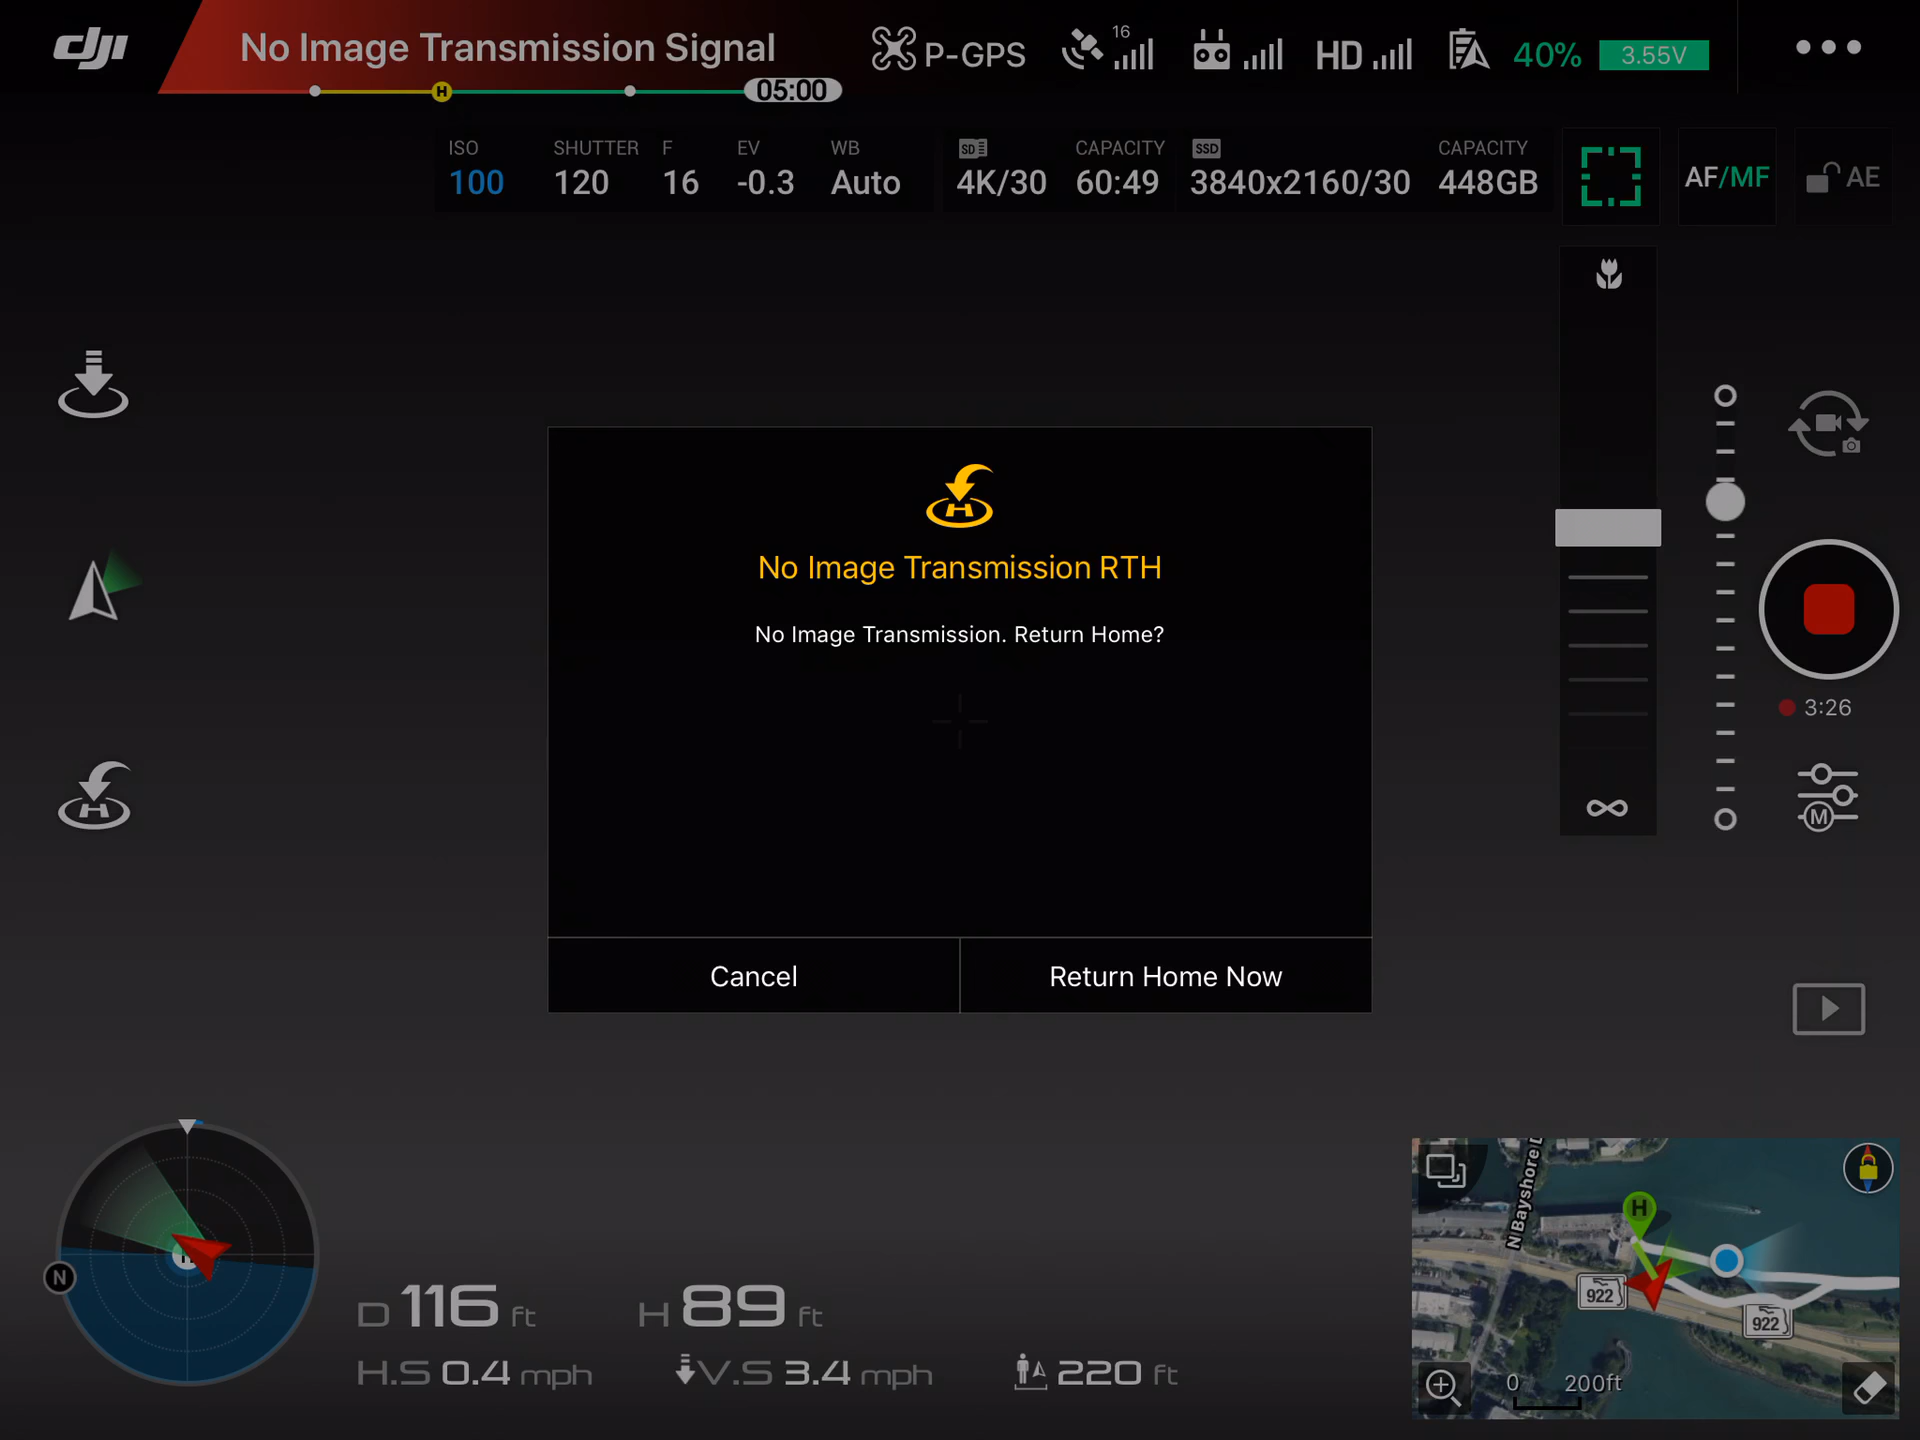 dji
No Image Transmission Signal
H
05:00
P-GPS
16
HD
40%
3.55V
ISO
100
SHUTTER
120
F
16
EV
-0.3
WB
Auto
SD
4K/30
CAPACITY
60:49
SSD
3840x2160/30
CAPACITY
448GB
AF/MF
AE
H
No Image Transmission RTH
No Image Transmission. Return Home?
Cancel
Return Home Now
3:26
M
H
N
H
D 116 ft
H 89 ft
H.S 0.4 mph
V.S 3.4 mph
220 ft
N Bayshore D
H
922
922
0
200ft